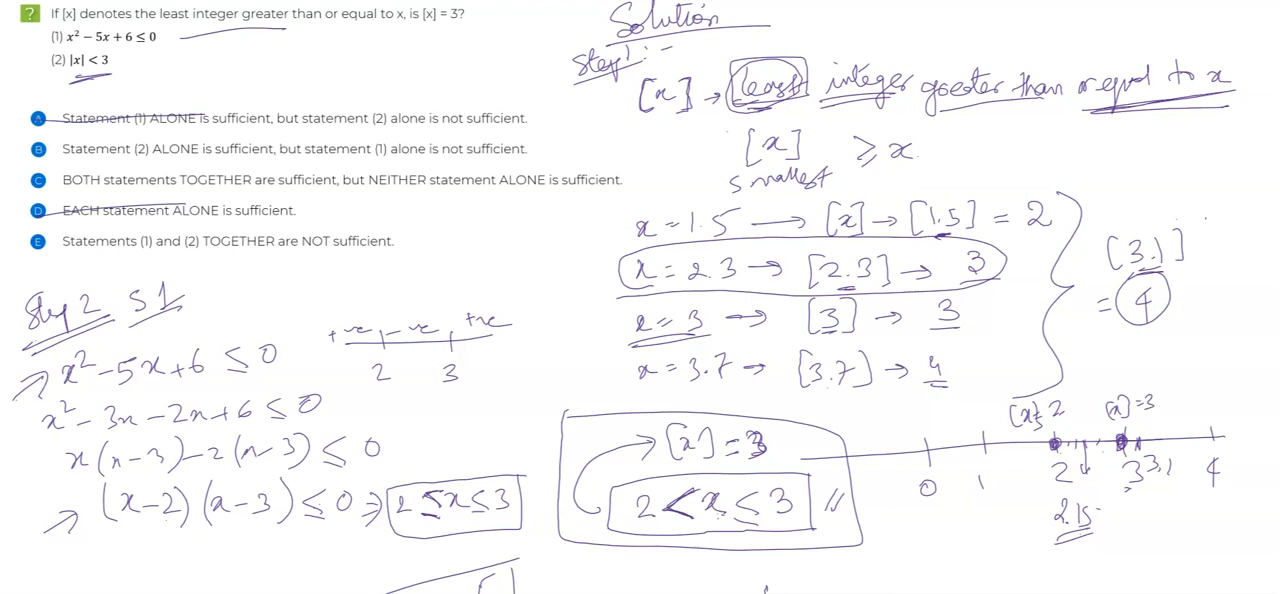 ? If [x] denotes the least integer greater than or equal to x, is [x] = 3?
(1) x² − 5x + 6 ≤ 0
(2) |x| < 3
A Statement (1) ALONE is sufficient, but statement (2) alone is not sufficient.
B Statement (2) ALONE is sufficient, but statement (1) alone is not sufficient.
C BOTH statements TOGETHER are sufficient, but NEITHER statement ALONE is sufficient.
D EACH statement ALONE is sufficient.
E Statements (1) and (2) TOGETHER are NOT sufficient.
Solution
Step 1 :-
[x] → least integer greater than or equal to x
[x] ≥ x
smallest
x = 1.5 → [x] → [1.5] = 2
x = 2.3 → [2.3] → 3
x = 3 → [3] → 3
x = 3.7 → [3.7] → 4
[3.1]
= 4
Step 2 S1
x² − 5x + 6 ≤ 0
x² − 3x − 2x + 6 ≤ 0
x(x−3) − 2(x−3) ≤ 0
(x−2)(x−3) ≤ 0 ⇒ 2 ≤ x ≤ 3
+ve −ve +ve
2 3
→ [x] = 3
2 < x ≤ 3 //
[x] = 2 [x] = 3
0 1 2 3 3.1 4
2.15